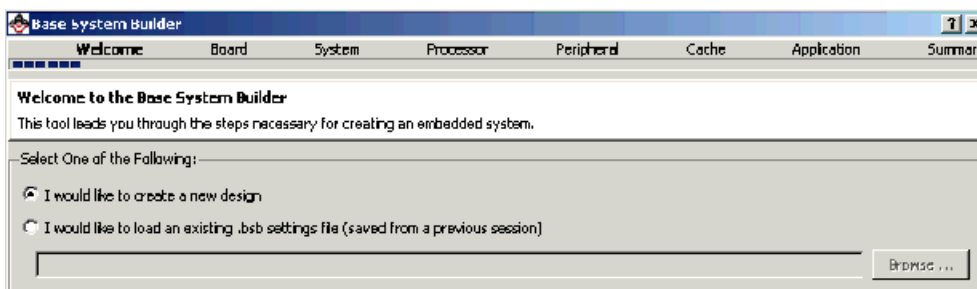 Base System Builder
Welcome Board System Processor Peripheral Cache Application Summar
Welcome to the Base System Builder
This tool leads you through the steps necessary for creating an embedded system.
Select One of the Following:
I would like to create a new design
I would like to load an existing .bsb settings file (saved from a previous session)
Browse ...